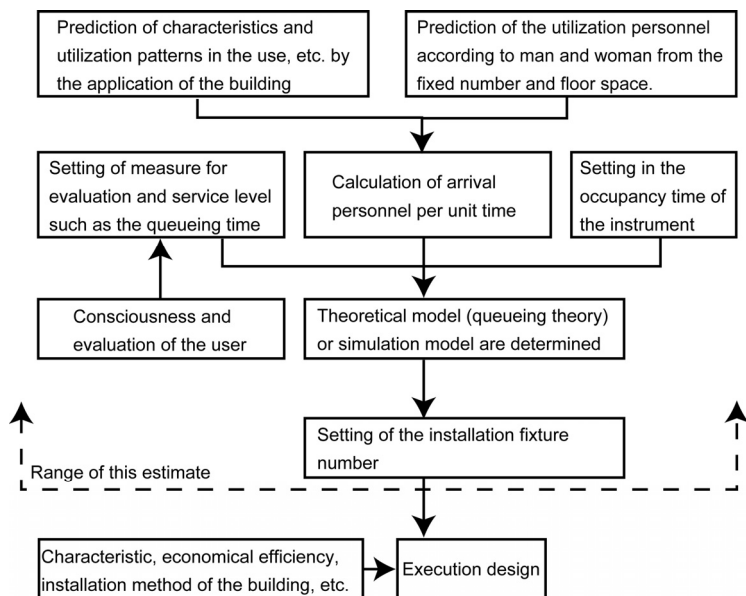 Prediction of characteristics and
utilization patterns in the use, etc. by
the application of the building
Prediction of the utilization personnel
according to man and woman from the
fixed number and floor space.
Setting of measure for
evaluation and service level
such as the queueing time
Calculation of arrival
personnel per unit time
Setting in the
occupancy time of
the instrument
Consciousness and
evaluation of the user
Theoretical model (queueing theory)
or simulation model are determined
Setting of the installation fixture
number
Range of this estimate
Characteristic, economical efficiency,
installation method of the building, etc.
Execution design